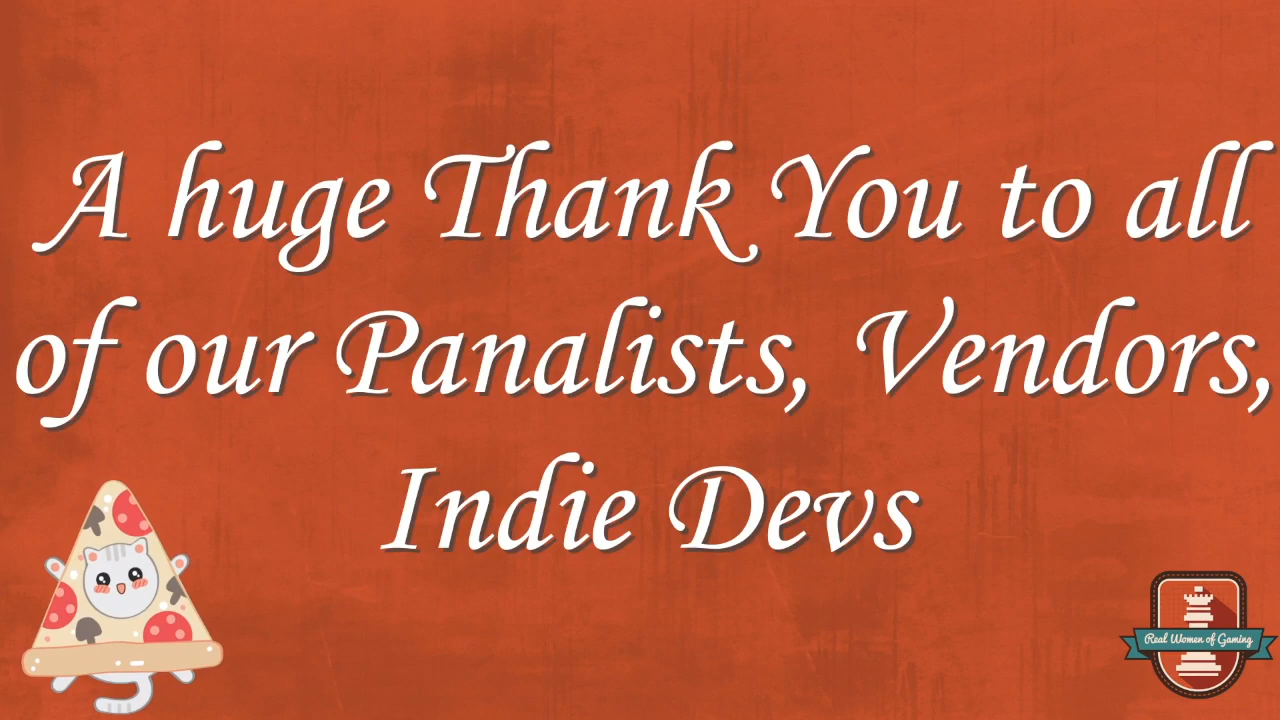 A huge Thank You to all
of our Panalists, Vendors,
Indie Devs
Real Women of Gaming